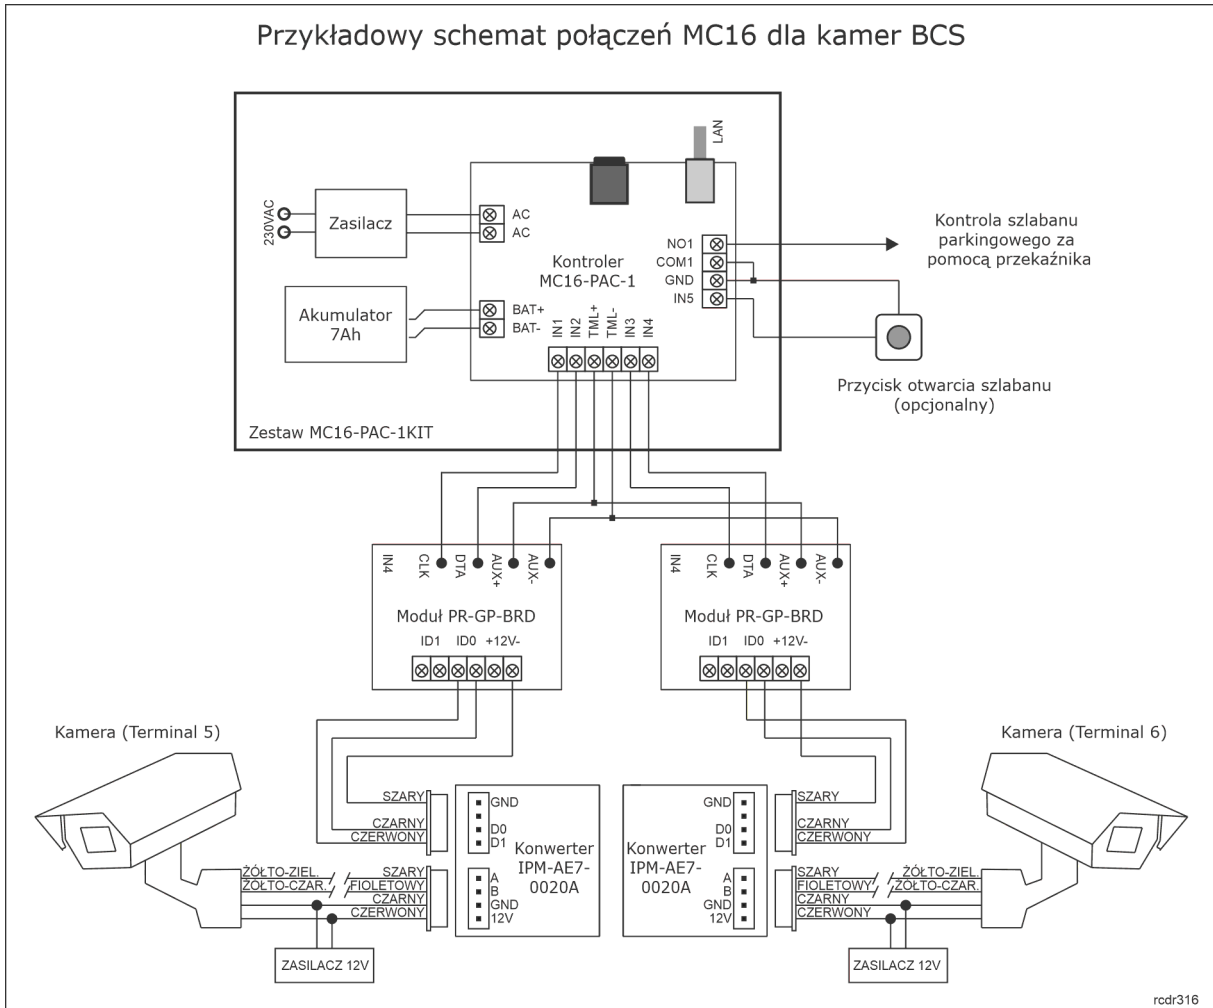 Przykładowy schemat połączeń MC16 dla kamer BCS
LAN
230VAC
Zasilacz
AC
AC
Akumulator
7Ah
BAT+
BAT-
Kontroler
MC16-PAC-1
NO1
COM1
GND
IN5
IN1
IN2
TML+
TML-
IN3
IN4
Kontrola szlabanu
parkingowego za
pomocą przekaźnika
Przycisk otwarcia szlabanu
(opcjonalny)
Zestaw MC16-PAC-1KIT
IN4
CLK
DTA
AUX+
AUX-
Moduł PR-GP-BRD
ID1 ID0 +12V-
IN4
CLK
DTA
AUX+
AUX-
Moduł PR-GP-BRD
ID1 ID0 +12V-
Kamera (Terminal 5)
Kamera (Terminal 6)
SZARY
CZARNY
CZERWONY
GND
D0
D1
Konwerter
IPM-AE7-
0020A
A
B
GND
12V
ŻÓŁTO-ZIEL. SZARY
ŻÓŁTO-CZAR. FIOLETOWY
CZARNY
CZERWONY
ZASILACZ 12V
GND
D0
D1
Konwerter
IPM-AE7-
0020A
A
B
GND
12V
SZARY
CZARNY
CZERWONY
SZARY ŻÓŁTO-ZIEL.
FIOLETOWY ŻÓŁTO-CZAR.
CZARNY
CZERWONY
ZASILACZ 12V
rcdr316